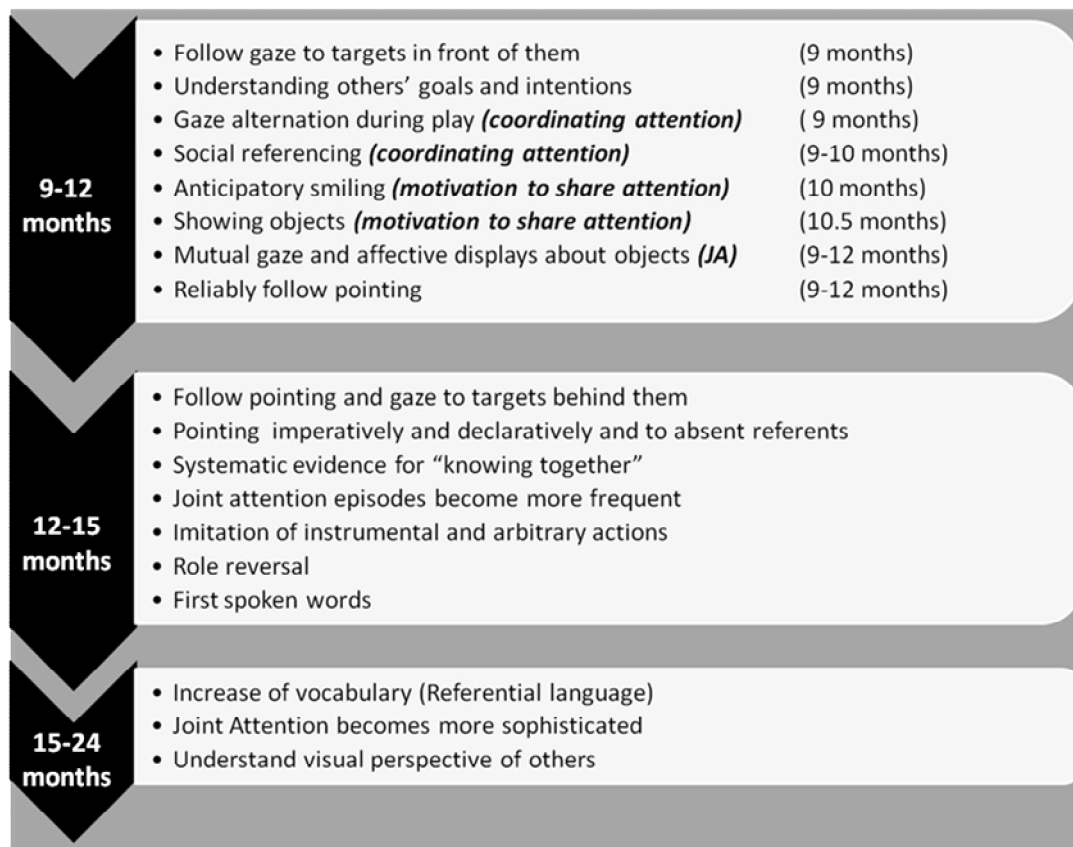 9-12
months
• Follow gaze to targets in front of them (9 months)
• Understanding others’ goals and intentions (9 months)
• Gaze alternation during play (coordinating attention) ( 9 months)
• Social referencing (coordinating attention) (9-10 months)
• Anticipatory smiling (motivation to share attention) (10 months)
• Showing objects (motivation to share attention) (10.5 months)
• Mutual gaze and affective displays about objects (JA) (9-12 months)
• Reliably follow pointing (9-12 months)
12-15
months
• Follow pointing and gaze to targets behind them
• Pointing imperatively and declaratively and to absent referents
• Systematic evidence for “knowing together”
• Joint attention episodes become more frequent
• Imitation of instrumental and arbitrary actions
• Role reversal
• First spoken words
15-24
months
• Increase of vocabulary (Referential language)
• Joint Attention becomes more sophisticated
• Understand visual perspective of others